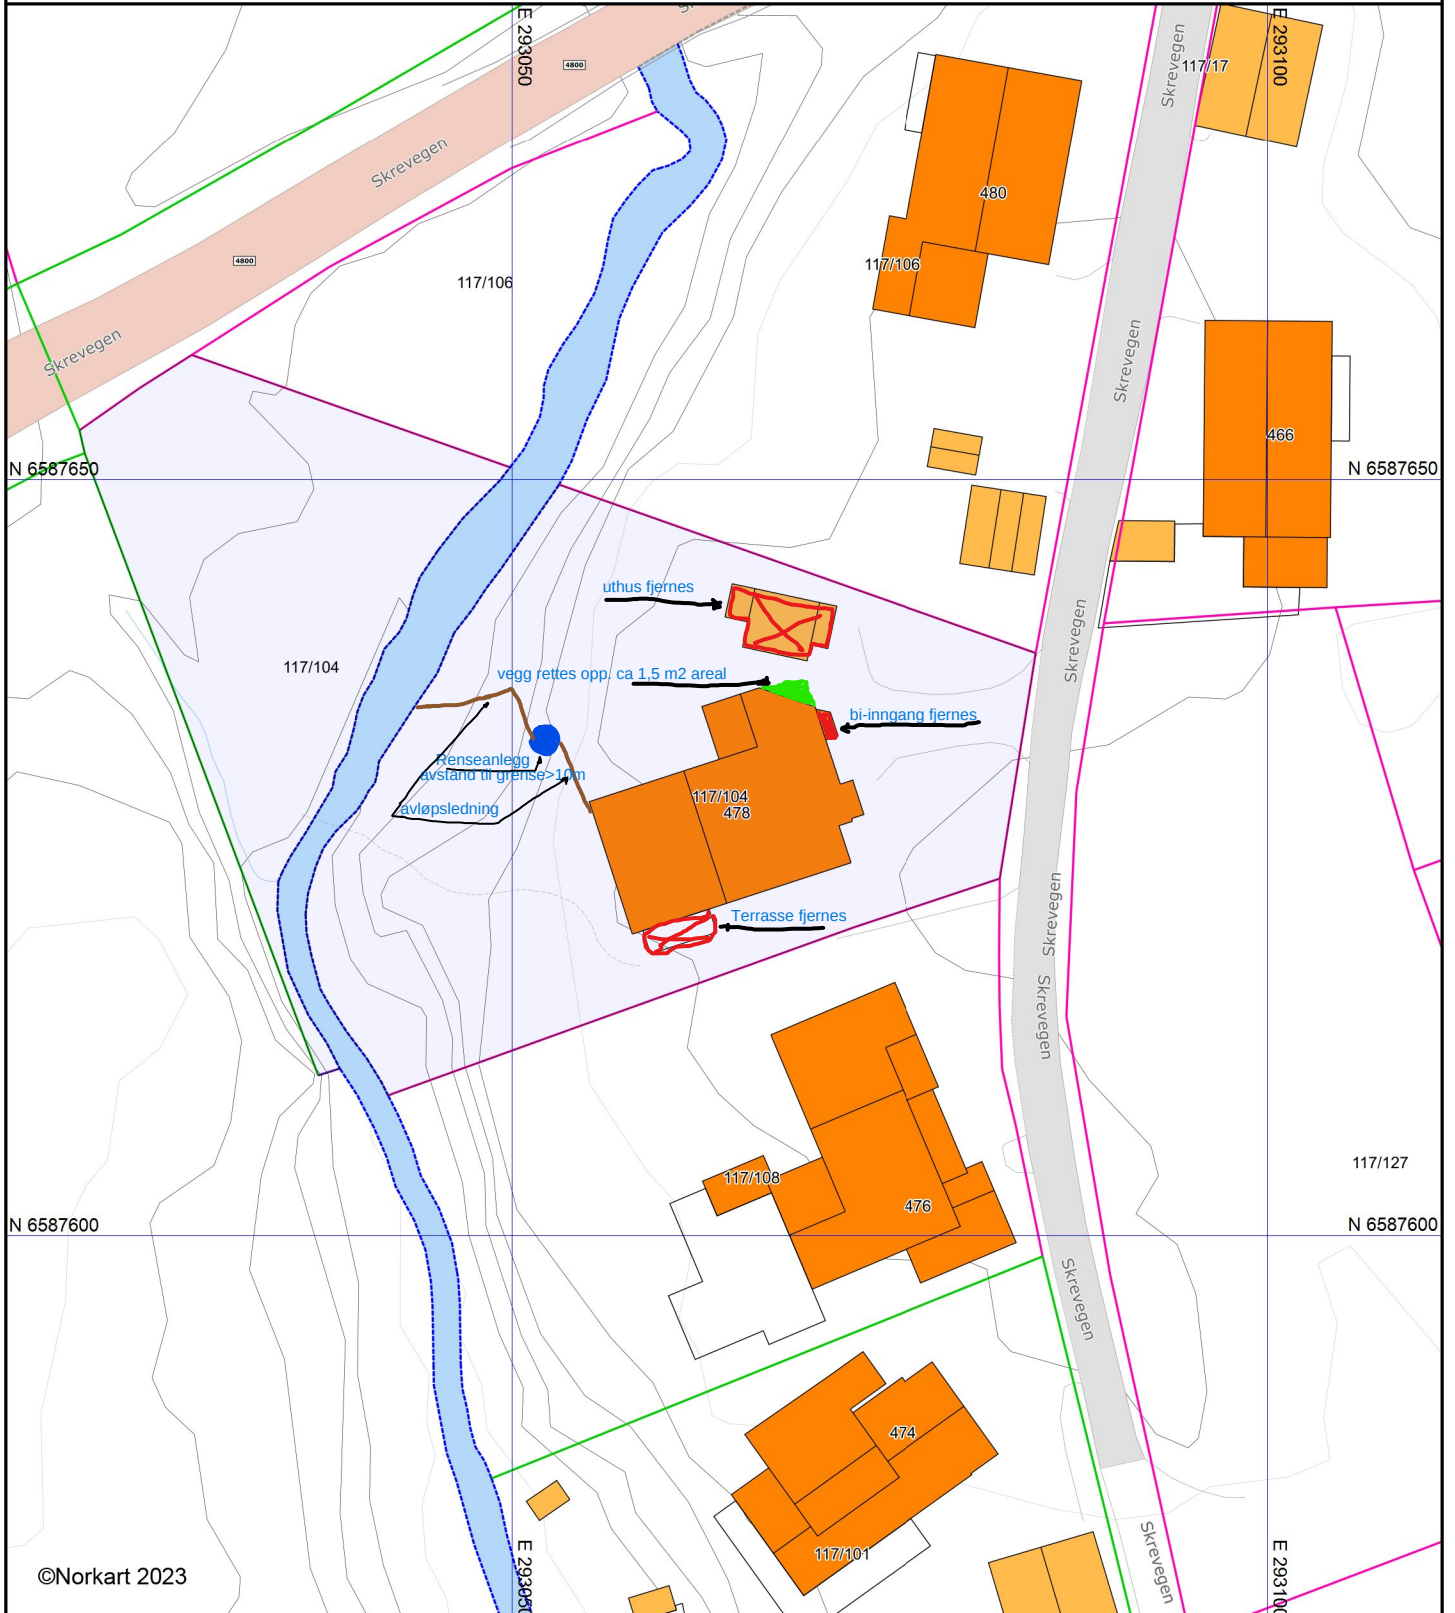 E 293050
E 293100
Skrevegen
117/17
4800
Skrevegen
480
117/106
4800
117/106
Skrevegen
Skrevegen
466
N 6587650
N 6587650
uthus fjernes
Skrevegen
117/104
vegg rettes opp. ca 1,5 m2 areal
bi-inngang fjernes
Renseanlegg
avstand til grense>10m
117/104
478
avløpsledning
Terrasse fjernes
Skrevegen
Skrevegen
117/127
117/108
476
N 6587600
N 6587600
Skrevegen
474
117/101
Skrevegen
©Norkart 2023
E 293050
E 293100